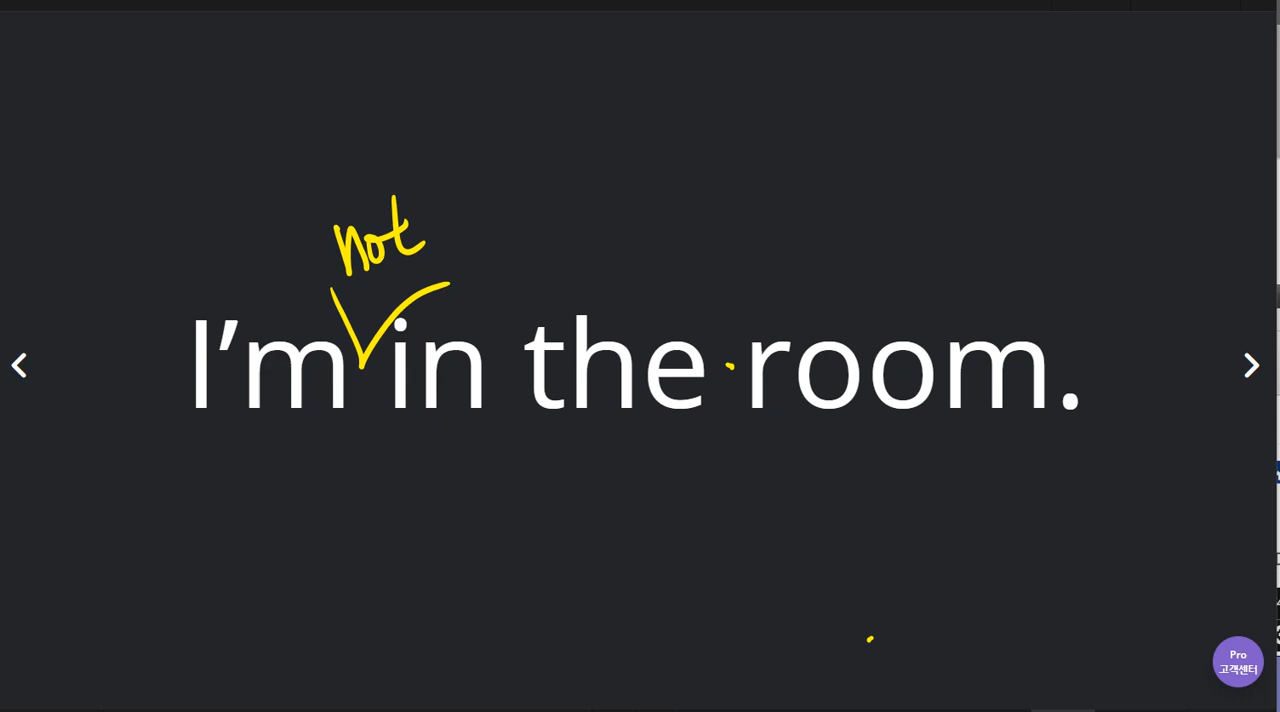 not
I’m in the room.
Pro
고객센터